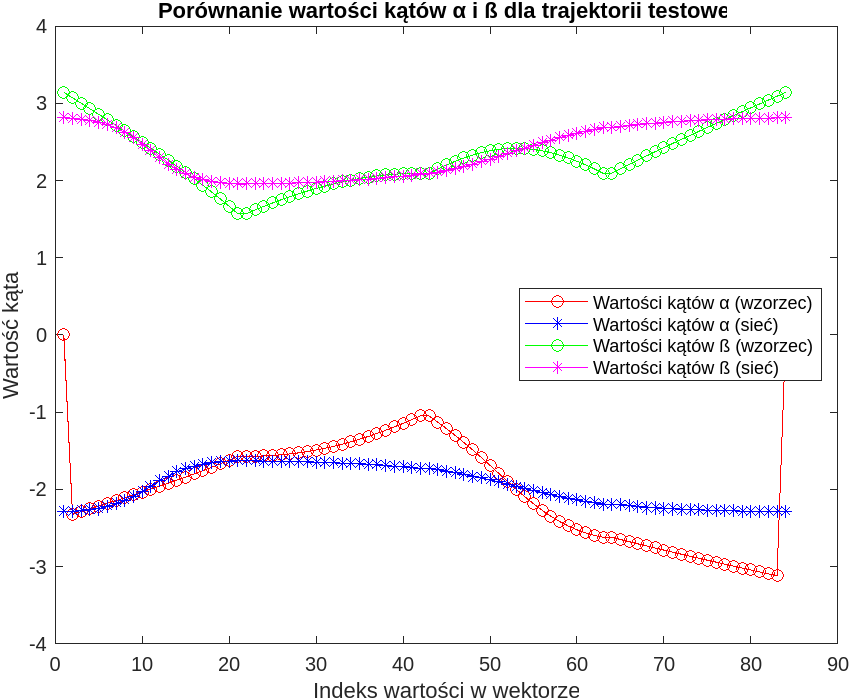 Porównanie wartości kątów α i ß dla trajektorii testowe
4
3
2
1
0
-1
-2
-3
-4
Wartość kąta
Wartości kątów α (wzorzec)
Wartości kątów α (sieć)
Wartości kątów ß (wzorzec)
Wartości kątów ß (sieć)
0 10 20 30 40 50 60 70 80 90
Indeks wartości w wektorze